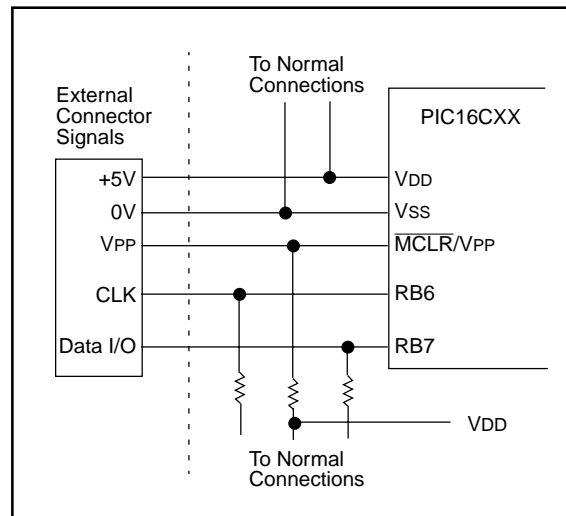 To Normal
Connections
External
Connector
Signals
PIC16CXX
+5V
VDD
0V
VSS
VPP
MCLR/VPP
CLK
RB6
Data I/O
RB7
VDD
To Normal
Connections